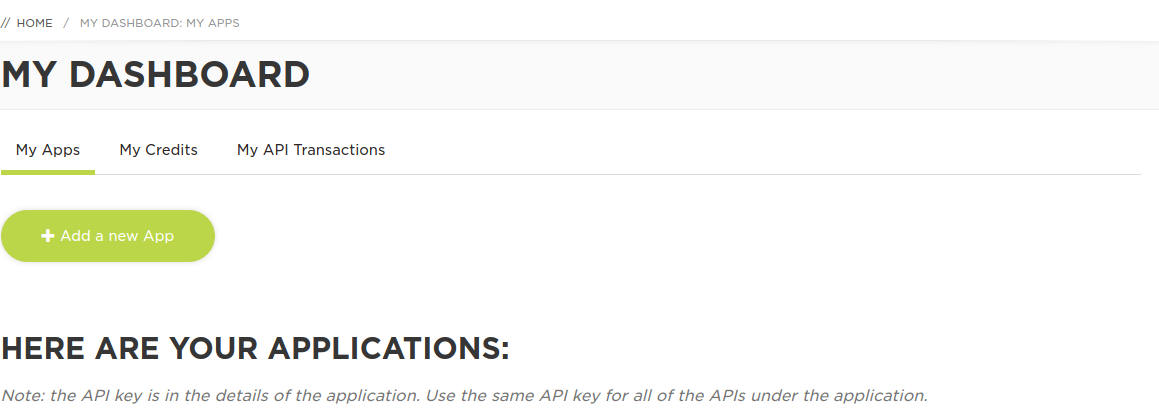 // HOME / MY DASHBOARD: MY APPS
MY DASHBOARD
My Apps My Credits My API Transactions
+ Add a new App
HERE ARE YOUR APPLICATIONS:
Note: the API key is in the details of the application. Use the same API key for all of the APIs under the application.